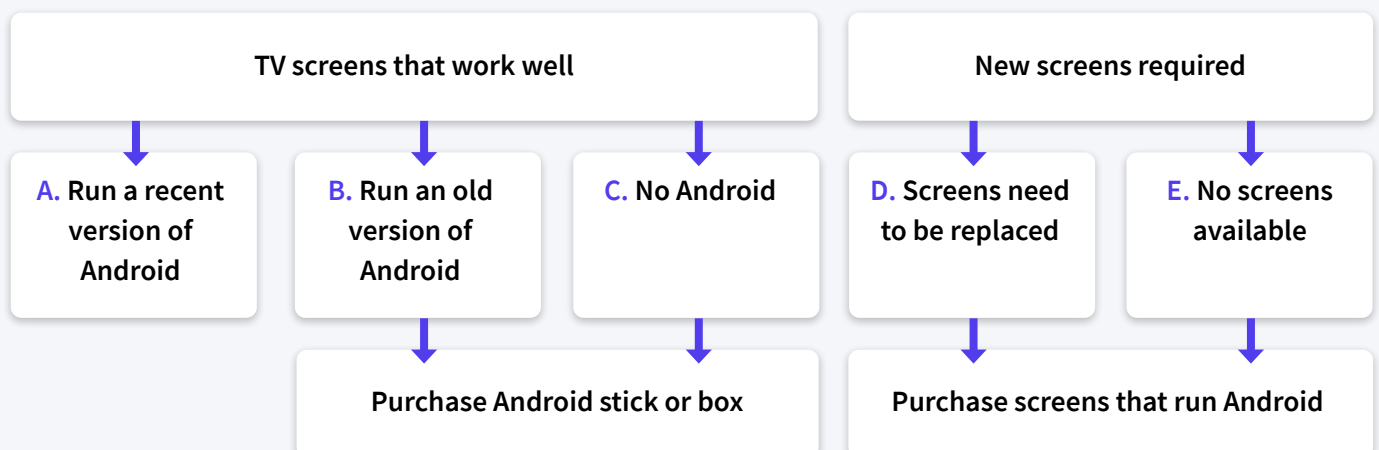 TV screens that work well
New screens required
A. Run a recent
version of
Android
B. Run an old
version of
Android
C. No Android
D. Screens need
to be replaced
E. No screens
available
Purchase Android stick or box
Purchase screens that run Android